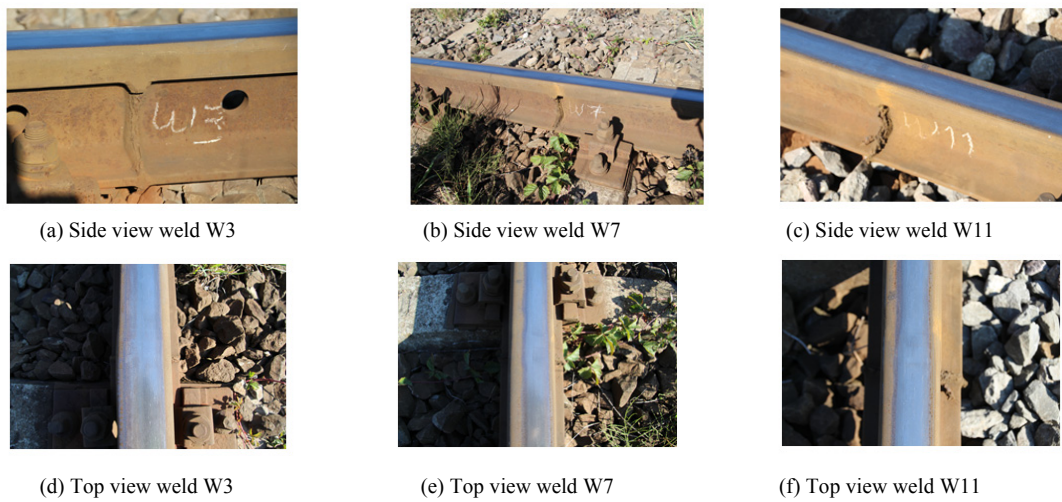 W3
W7
W11
(a) Side view weld W3
(b) Side view weld W7
(c) Side view weld W11
(d) Top view weld W3
(e) Top view weld W7
(f) Top view weld W11